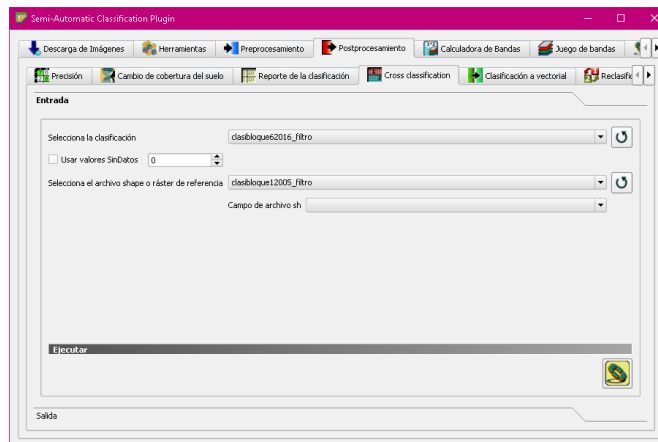 Semi-Automatic Classification Plugin
Descarga de Imágenes Herramientas Preprocesamiento Postprocesamiento Calculadora de Bandas Juego de bandas
Precisión Cambio de cobertura del suelo Reporte de la clasificación Cross classification Clasificación a vectorial Reclasific
Entrada
Selecciona la clasificación clasibloque62016_filtro
Usar valores SinDatos 0
Selecciona el archivo shape o ráster de referencia clasibloque12005_filtro
Campo de archivo sh
Ejecutar
Salida